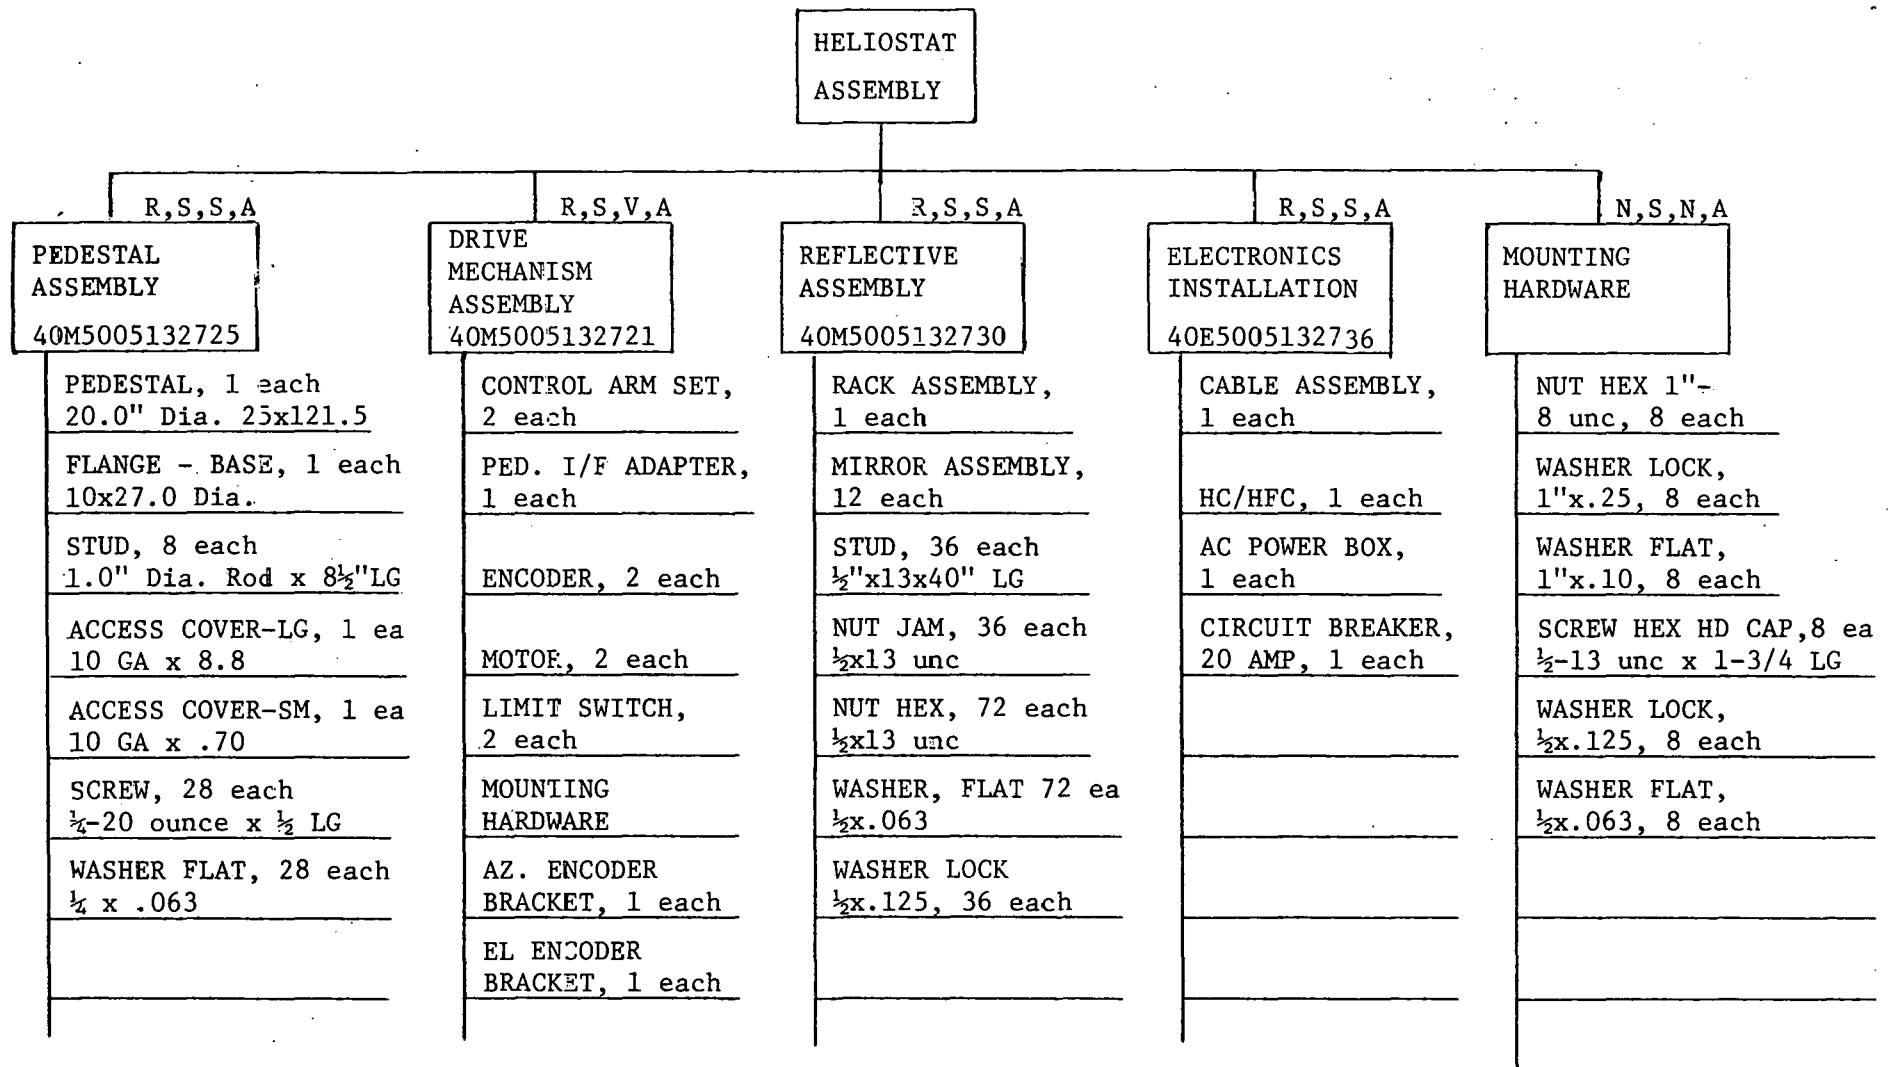 HELIOSTAT
ASSEMBLY
R,S,S,A
PEDESTAL
ASSEMBLY
40M5005132725
PEDESTAL, 1 each
20.0" Dia. 25x121.5
FLANGE - BASE, 1 each
10x27.0 Dia.
STUD, 8 each
1.0" Dia. Rod x 8½"LG
ACCESS COVER-LG, 1 ea
10 GA x 8.8
ACCESS COVER-SM, 1 ea
10 GA x .70
SCREW, 28 each
¼-20 ounce x ½ LG
WASHER FLAT, 28 each
¼ x .063
R,S,V,A
DRIVE
MECHANISM
ASSEMBLY
40M5005132721
CONTROL ARM SET,
2 each
PED. I/F ADAPTER,
1 each
ENCODER, 2 each
MOTOR, 2 each
LIMIT SWITCH,
2 each
MOUNTING
HARDWARE
AZ. ENCODER
BRACKET, 1 each
EL ENCODER
BRACKET, 1 each
R,S,S,A
REFLECTIVE
ASSEMBLY
40M5005132730
RACK ASSEMBLY,
1 each
MIRROR ASSEMBLY,
12 each
STUD, 36 each
½"x13x40" LG
NUT JAM, 36 each
½x13 unc
NUT HEX, 72 each
½x13 unc
WASHER, FLAT 72 ea
½x.063
WASHER LOCK
½x.125, 36 each
R,S,S,A
ELECTRONICS
INSTALLATION
40E5005132736
CABLE ASSEMBLY,
1 each
HC/HFC, 1 each
AC POWER BOX,
1 each
CIRCUIT BREAKER,
20 AMP, 1 each
N,S,N,A
MOUNTING
HARDWARE
NUT HEX 1"-
8 unc, 8 each
WASHER LOCK,
1"x.25, 8 each
WASHER FLAT,
1"x.10, 8 each
SCREW HEX HD CAP,8 ea
½-13 unc x 1-3/4 LG
WASHER LOCK,
½x.125, 8 each
WASHER FLAT,
½x.063, 8 each